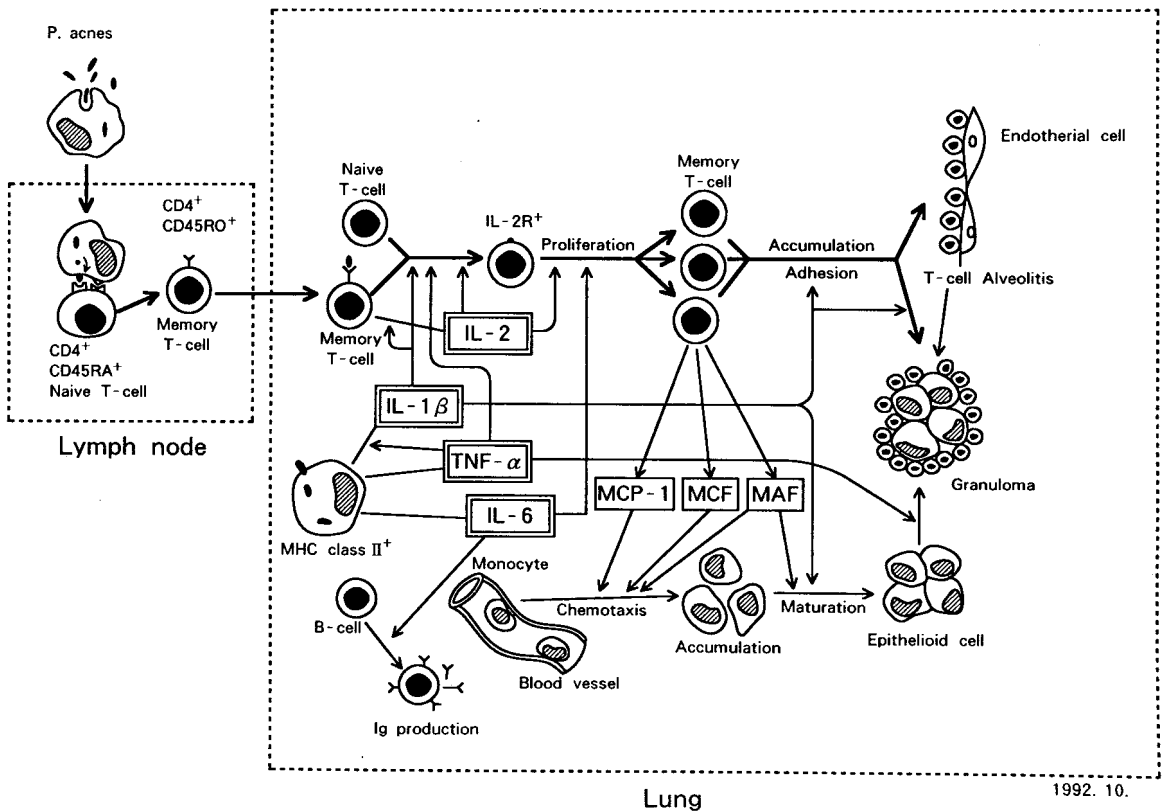 P. acnes
CD4⁺
CD45RO⁺
Memory
T-cell
CD4⁺
CD45RA⁺
Naive T-cell
Lymph node
Naive
T-cell
Memory
T-cell
IL-2R⁺
Proliferation
Memory
T-cell
Accumulation
Adhesion
Endotherial cell
T-cell Alveolitis
IL-2
IL-1β
TNF-α
IL-6
MHC class II⁺
MCP-1
MCF
MAF
Granuloma
B-cell
Ig production
Monocyte
Blood vessel
Chemotaxis
Accumulation
Maturation
Epithelioid cell
Lung
1992. 10.